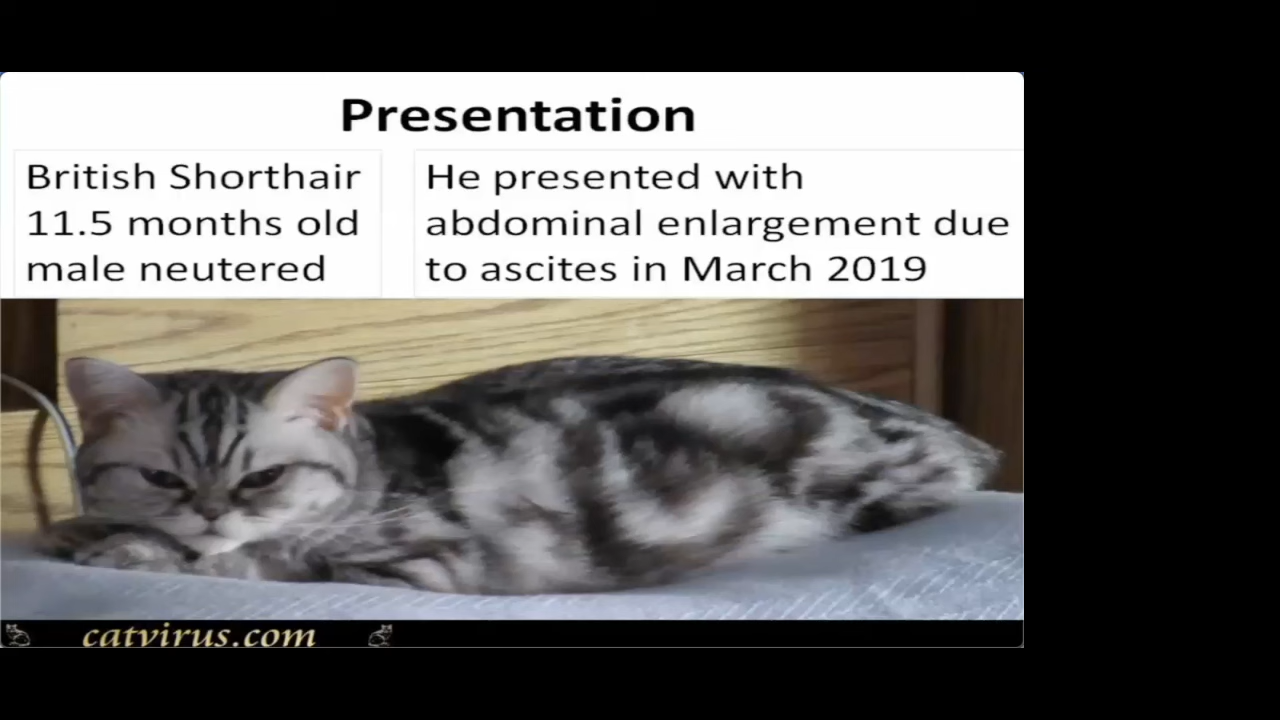 Presentation
British Shorthair
11.5 months old
male neutered
He presented with
abdominal enlargement due
to ascites in March 2019
catvirus.com